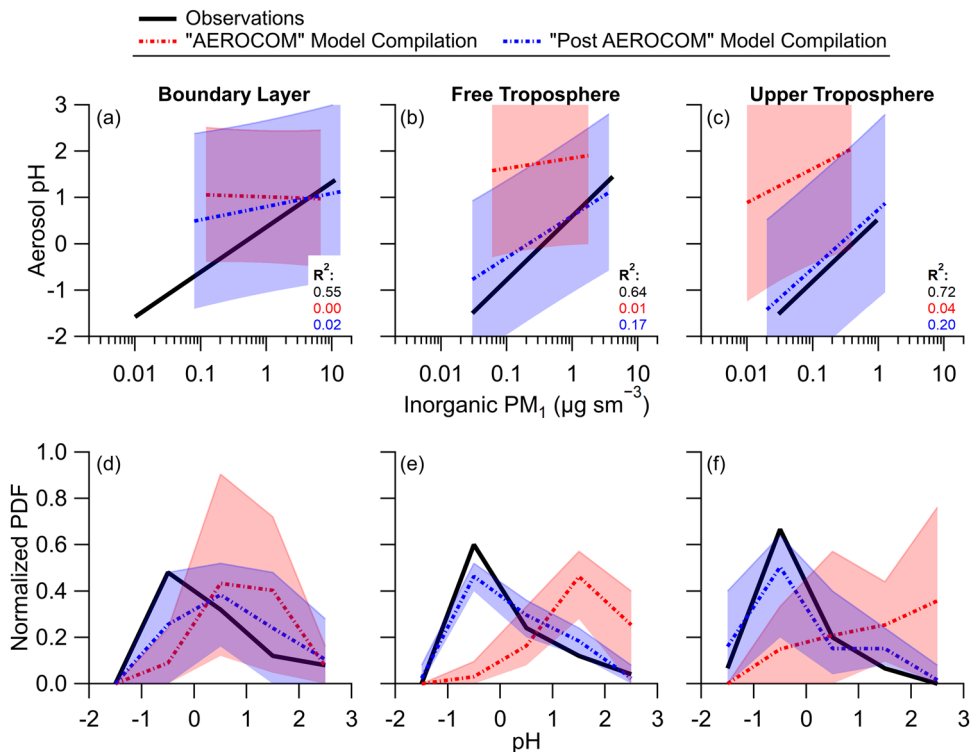 Observations
"AEROCOM" Model Compilation "Post AEROCOM" Model Compilation
Boundary Layer Free Troposphere Upper Troposphere
(a) (b) (c)
Aerosol pH
3
2
1
0
-1
-2
R²: R²: R²:
0.55 0.64 0.72
0.00 0.01 0.04
0.02 0.17 0.20
0.01 0.1 1 10 0.01 0.1 1 10 0.01 0.1 1 10
Inorganic PM₁ (µg sm⁻³)
(d) (e) (f)
Normalized PDF
1.0
0.8
0.6
0.4
0.2
0.0
-2 -1 0 1 2 3 -2 -1 0 1 2 3 -2 -1 0 1 2 3
pH